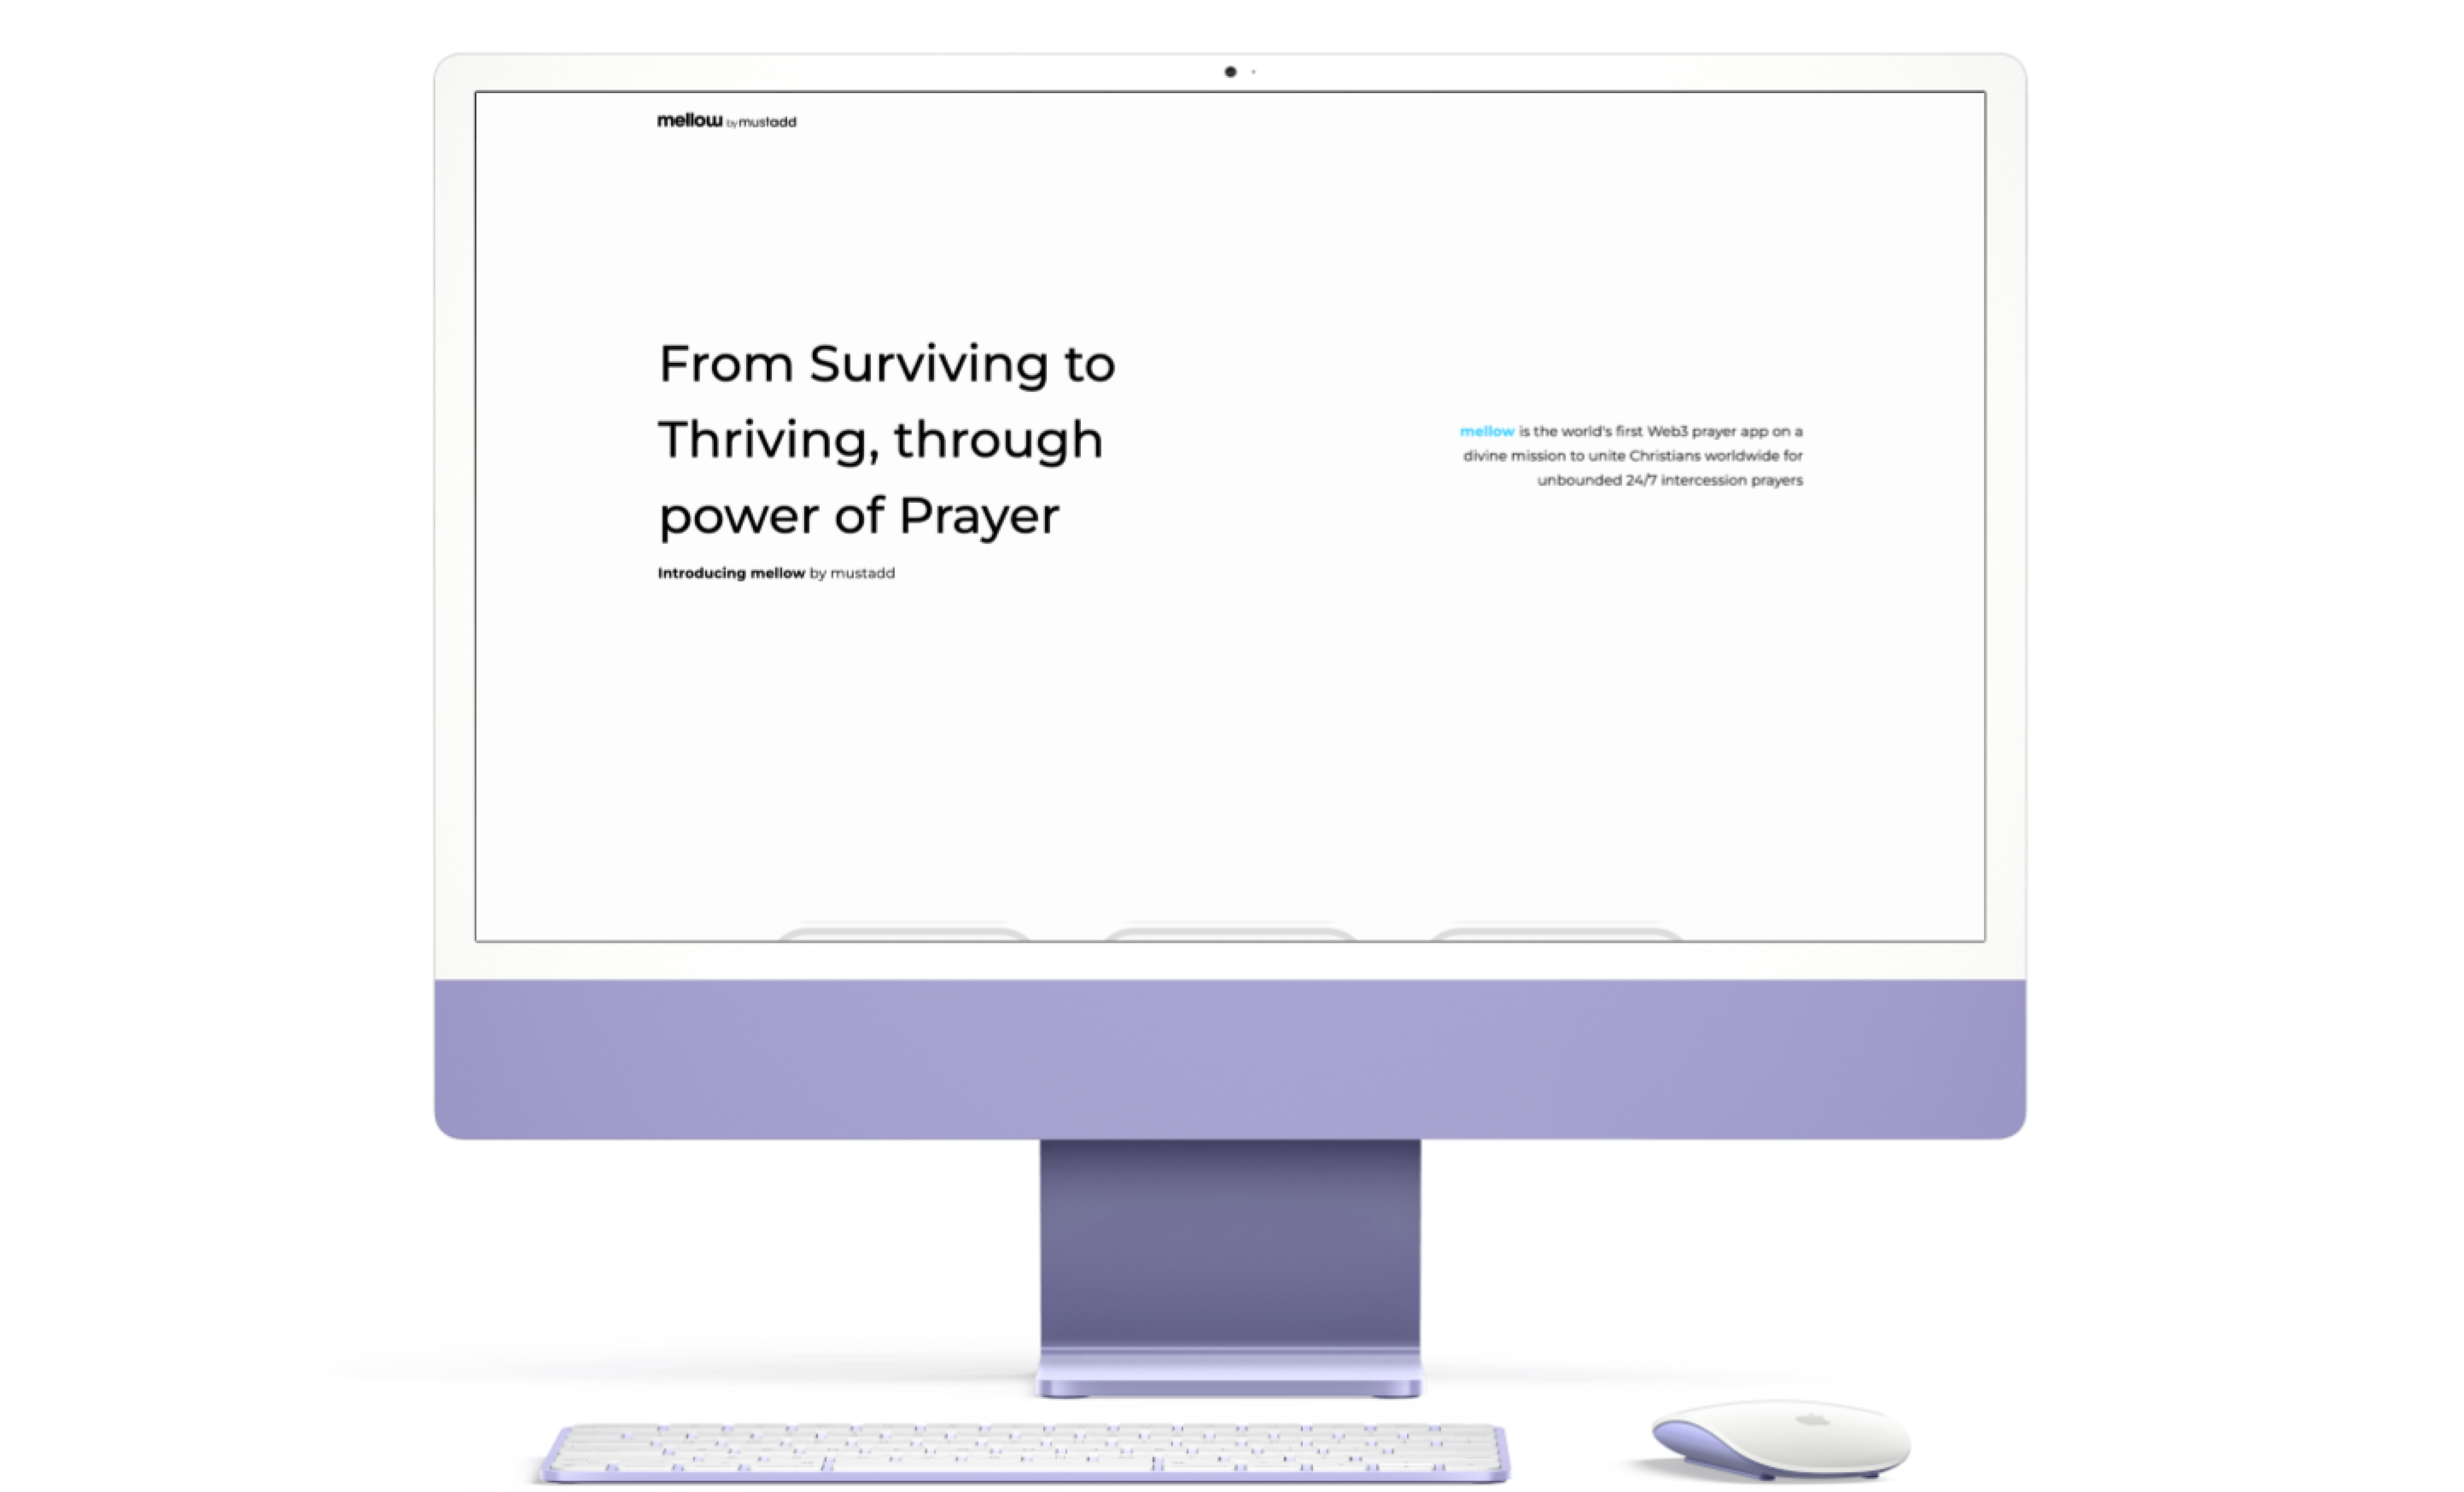 mellow by mustadd
From Surviving to
Thriving, through
power of Prayer
Introducing mellow by mustadd
mellow is the world's first Web3 prayer app on a
divine mission to unite Christians worldwide for
unbounded 24/7 intercession prayers